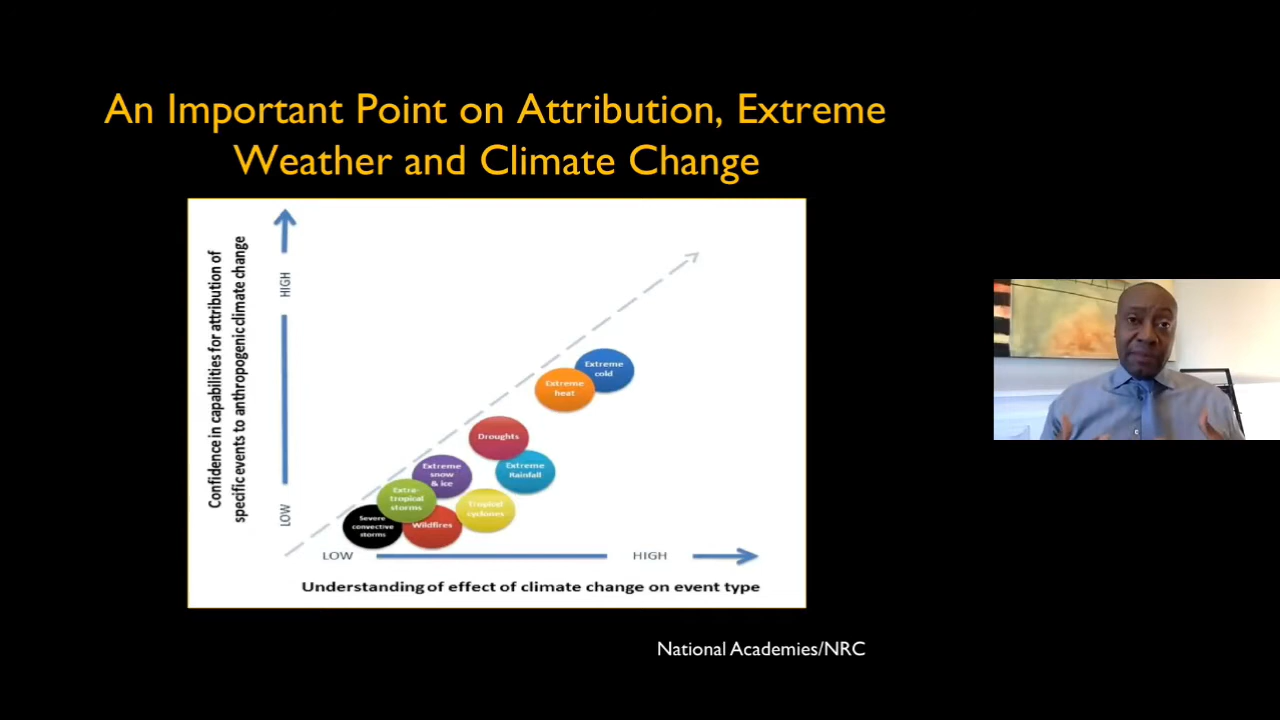 An Important Point on Attribution, Extreme
Weather and Climate Change
Confidence in capabilities for attribution of
specific events to anthropogenic climate change
HIGH
LOW
Extreme
cold
Extreme
heat
Droughts
Extreme
Rainfall
Extreme
snow
& ice
Extra-
tropical
storms
Tropical
cyclones
Severe
convective
storms
Wildfires
LOW
HIGH
Understanding of effect of climate change on event type
National Academies/NRC